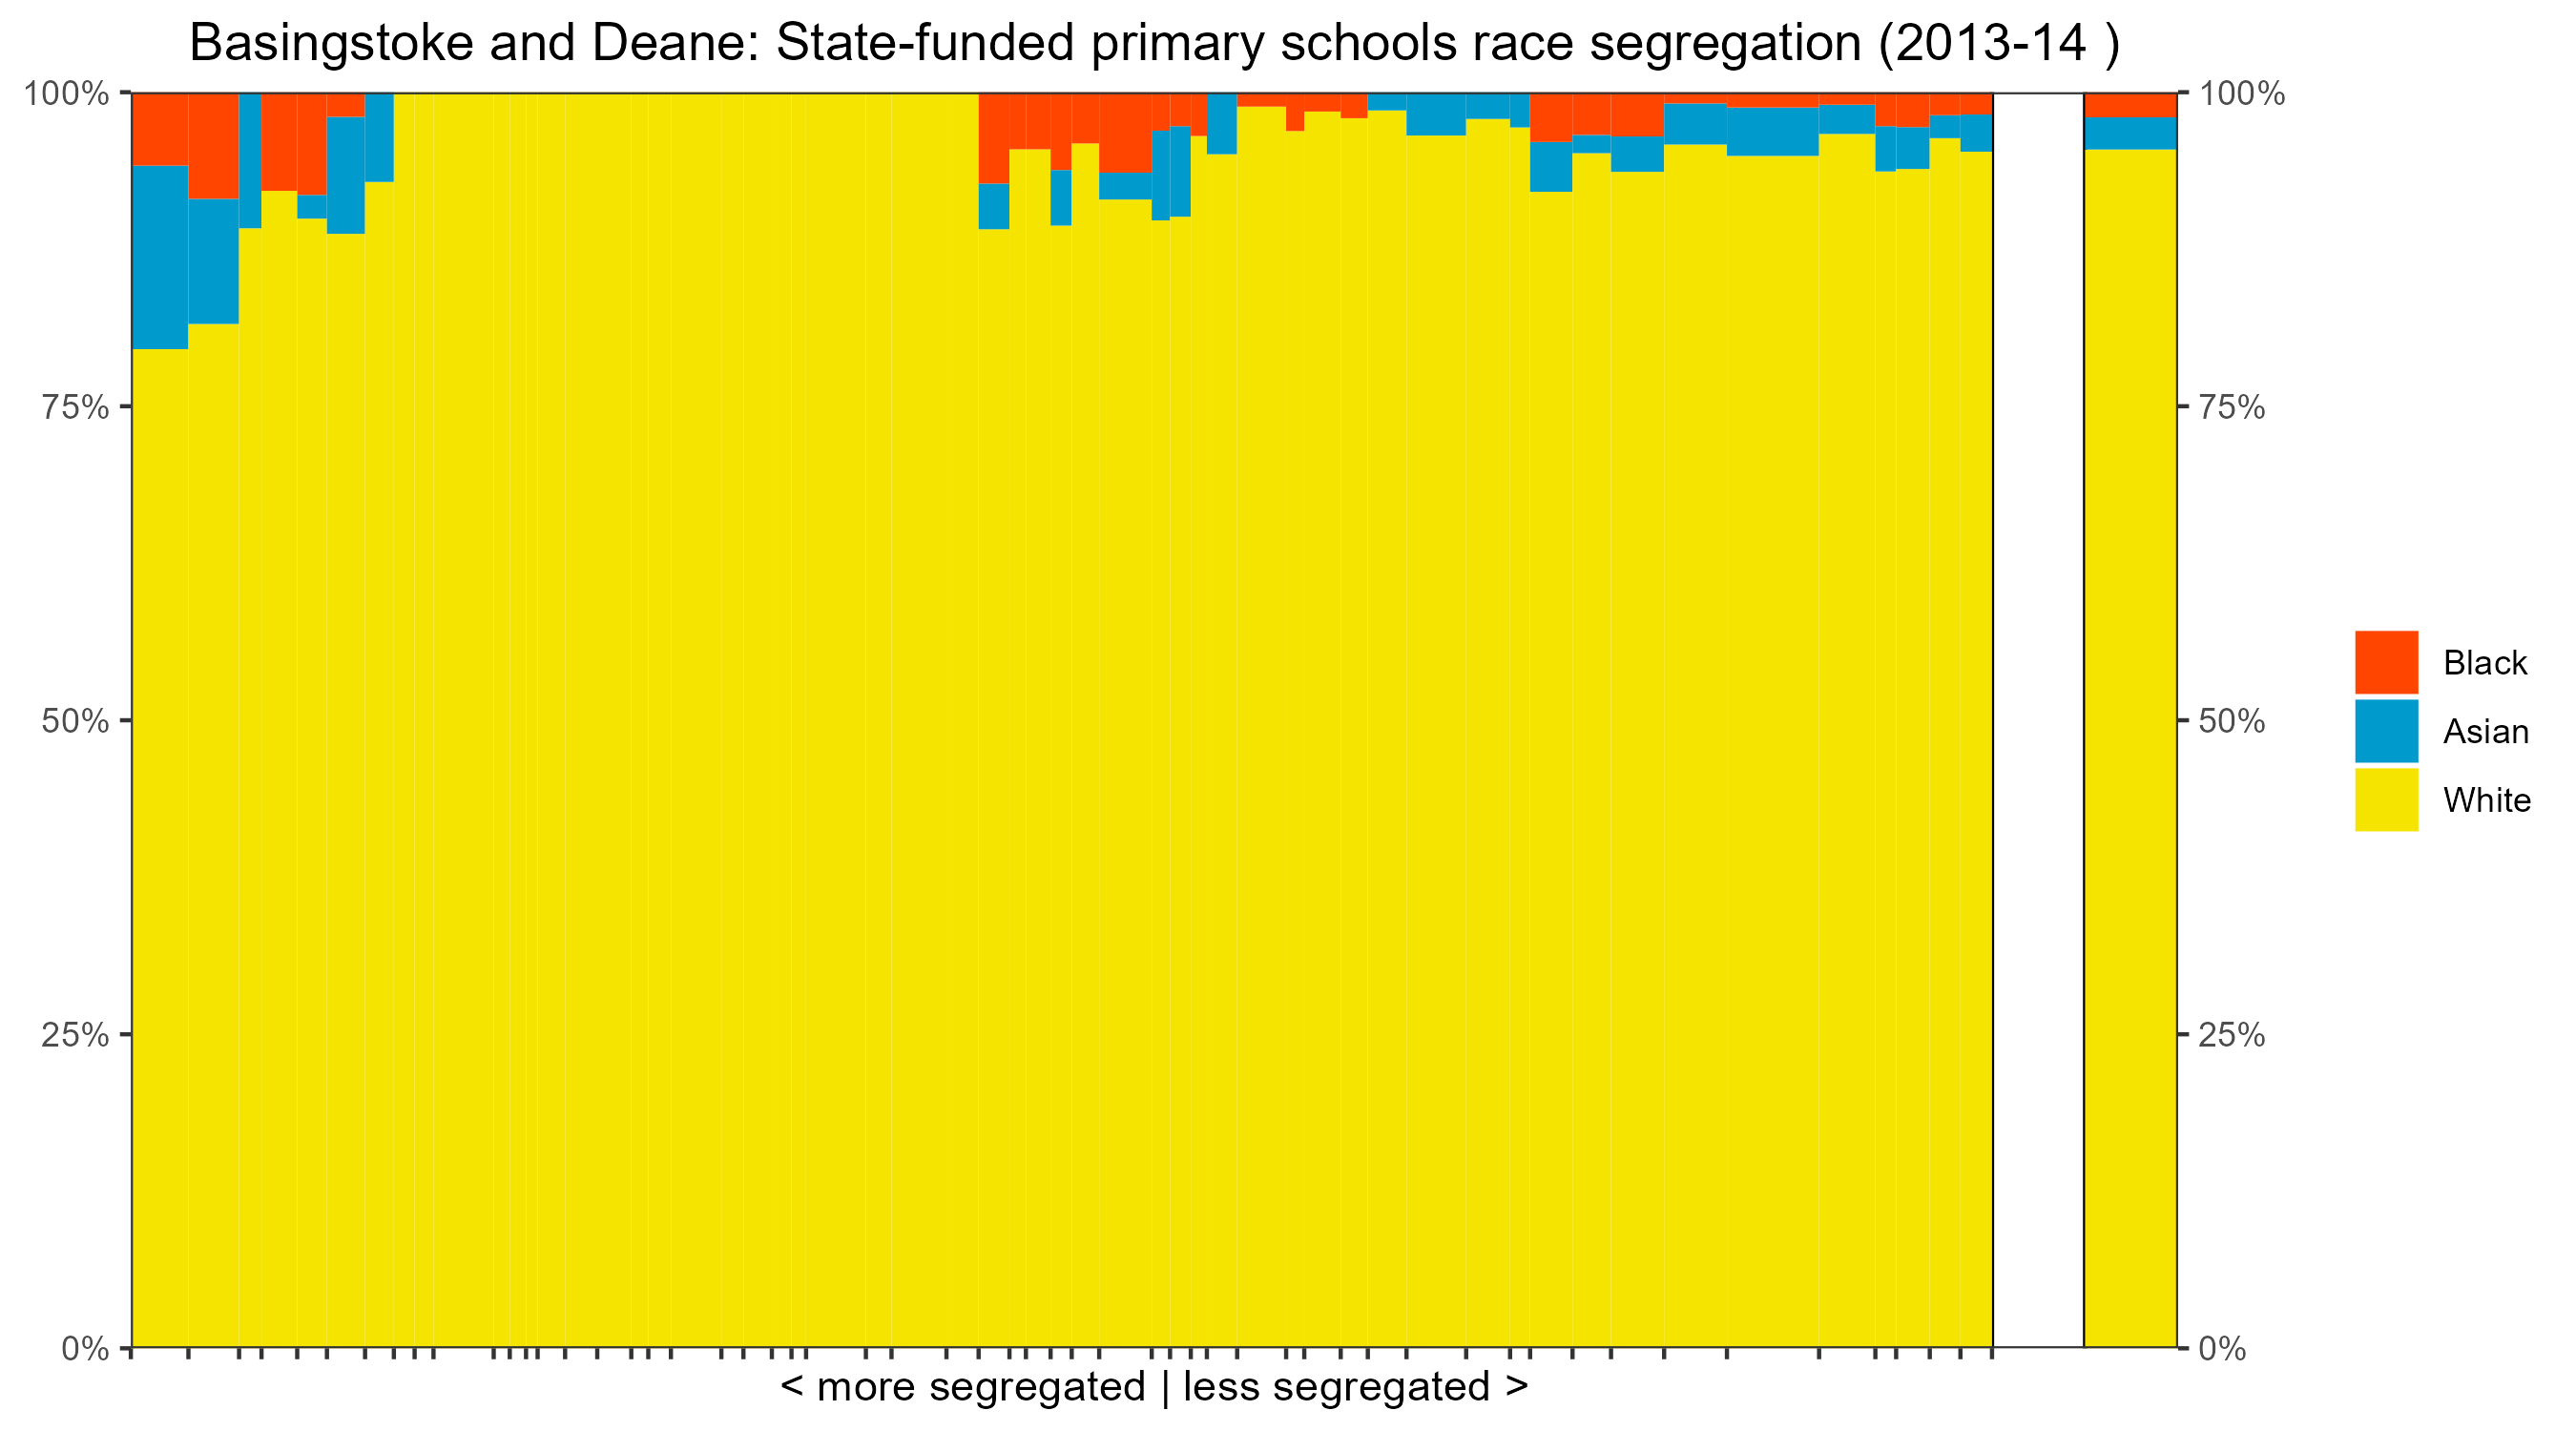 Basingstoke and Deane: State-funded primary schools race segregation (2013-14 )
100%
75%
50%
25%
0%
100%
75%
50%
25%
0%
Black
Asian
White
< more segregated | less segregated >